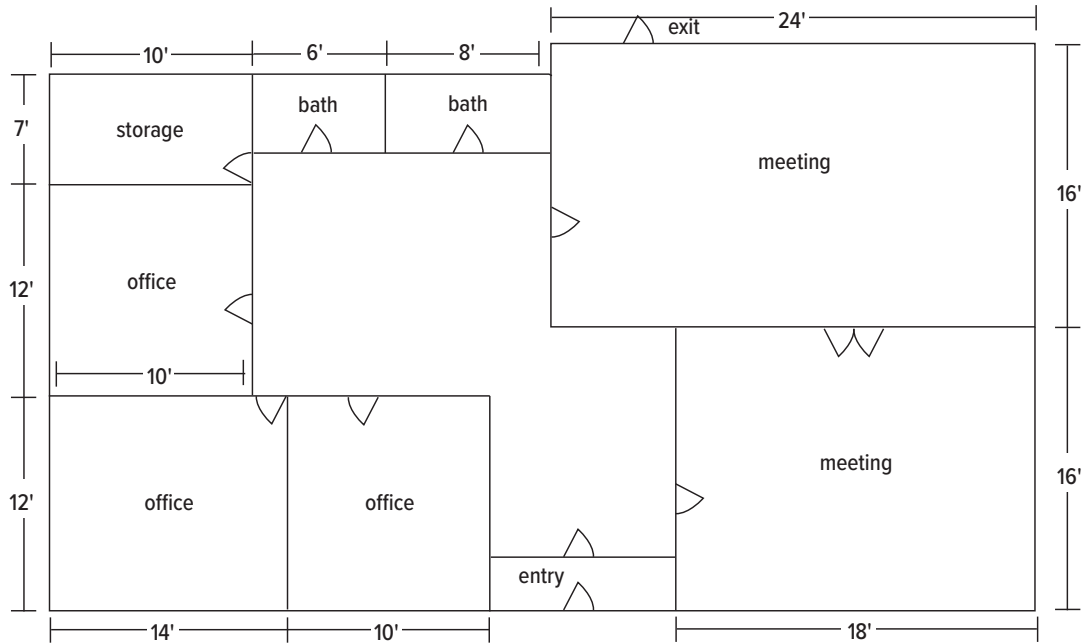 24'
exit
10'
6'
8'
7'
storage
bath
bath
meeting
16'
12'
office
10'
12'
office
office
meeting
16'
entry
14'
10'
18'